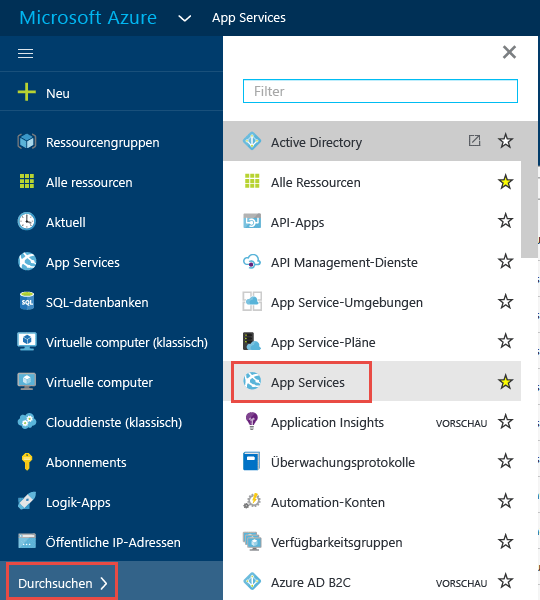 Microsoft Azure
App Services
Neu
Ressourcengruppen
Alle ressourcen
Aktuell
App Services
SQL-datenbanken
Virtuelle computer (klassisch)
Virtuelle computer
Clouddienste (klassisch)
Abonnements
Logik-Apps
Öffentliche IP-Adressen
Durchsuchen
Filter
Active Directory
Alle Ressourcen
API-Apps
API Management-Dienste
App Service-Umgebungen
App Service-Pläne
App Services
Application Insights VORSCHAU
Überwachungsprotokolle
Automation-Konten
Verfügbarkeitsgruppen
Azure AD B2C VORSCHAU